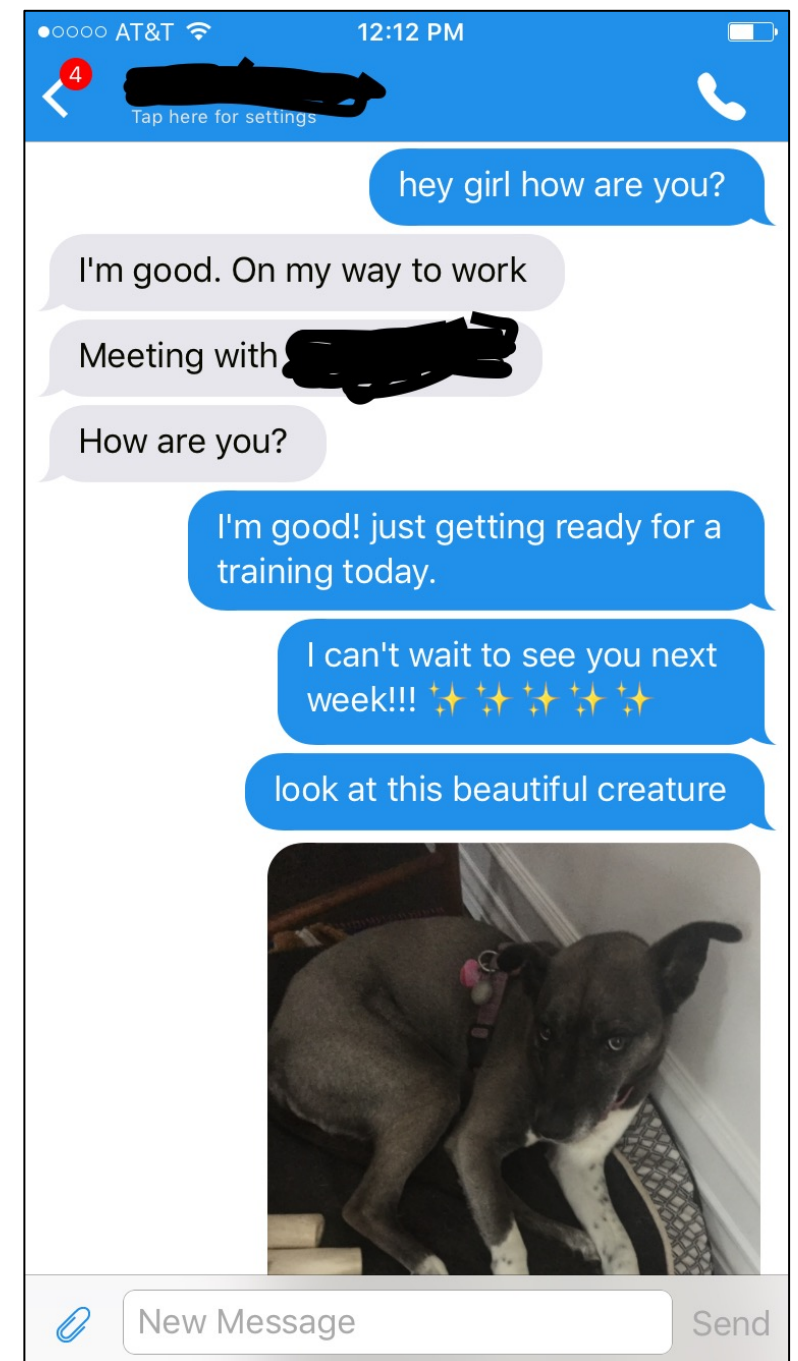 AT&T 12:12 PM
4
Tap here for settings
hey girl how are you?
I'm good. On my way to work
Meeting with
How are you?
I'm good! just getting ready for a
training today.
I can't wait to see you next
week!!! ✨ ✨ ✨ ✨ ✨
look at this beautiful creature
New Message Send